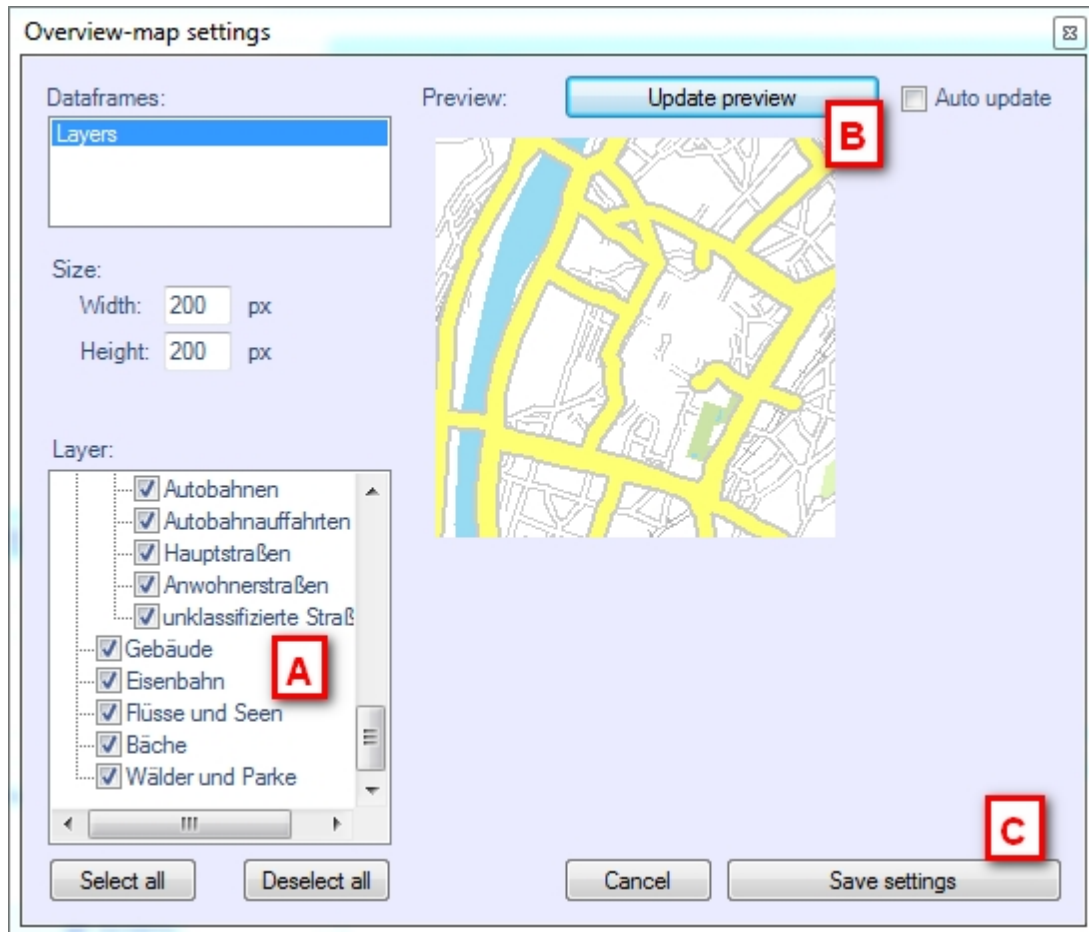 Overview-map settings
Dataframes:
Layers
Preview:
Update preview
Auto update
B
Size:
Width: 200 px
Height: 200 px
Layer:
Autobahnen
Autobahnauffahrten
Hauptstraßen
Anwohnerstraßen
unklassifizierte Straß
Gebäude
A
Eisenbahn
Flüsse und Seen
Bäche
Wälder und Parke
Select all
Deselect all
Cancel
Save settings
C